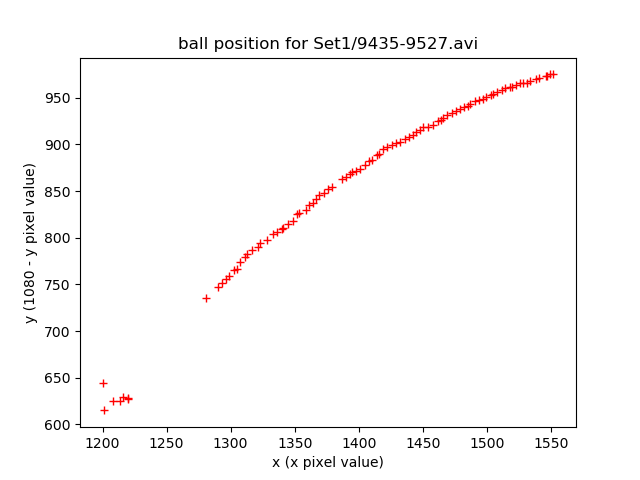 ball position for Set1/9435-9527.avi
y (1080 - y pixel value)
950
900
850
800
750
700
650
600
1200 1250 1300 1350 1400 1450 1500 1550
x (x pixel value)